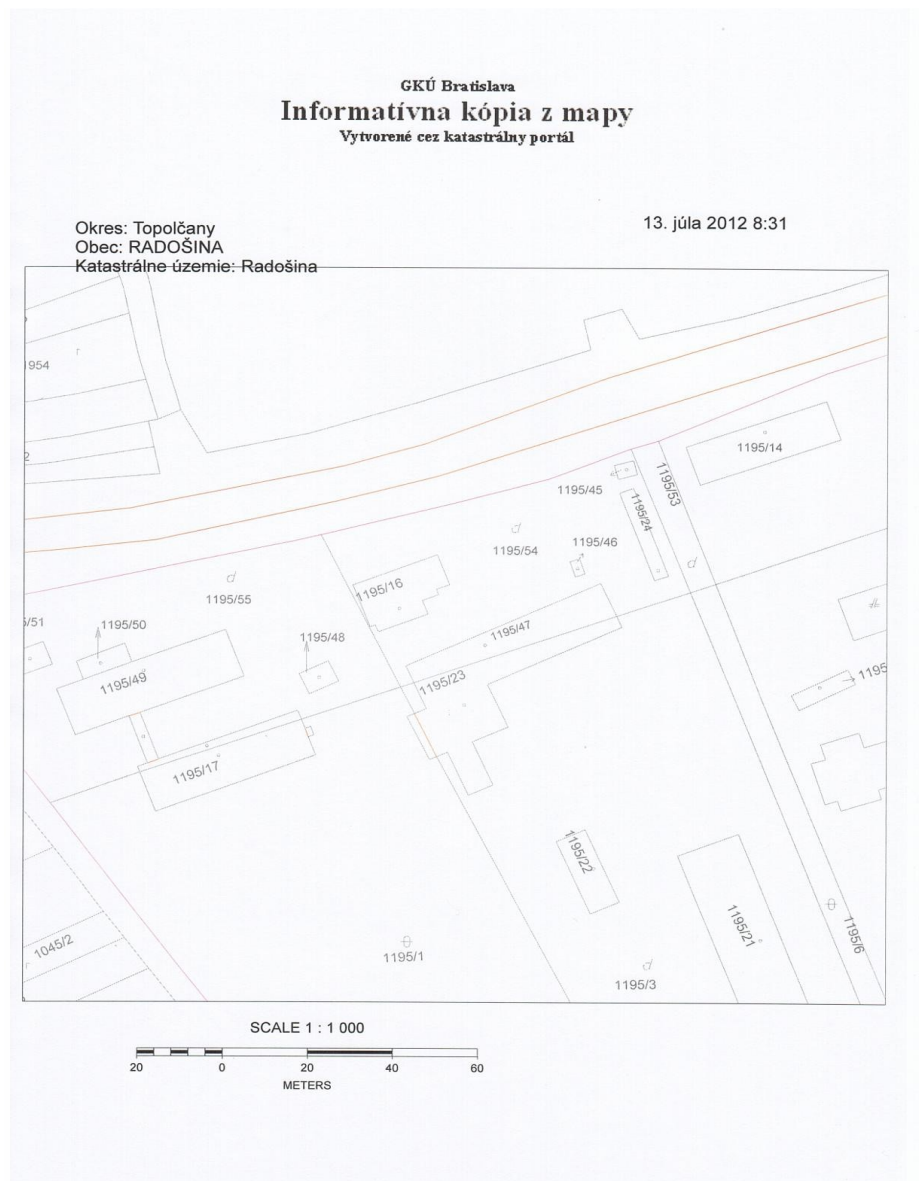 GKÚ Bratislava
Informatívna kópia z mapy
Vytvorené cez katastrálny portál
Okres: Topolčany
13. júla 2012 8:31
Obec: RADOŠINA
Katastrálne územie: Radošina
1954
2
1195/14
1195/53
1195/45
1195/24
1195/46
1195/54
1195/16
1195/55
/51
1195/50
1195/48
1195/47
1195/49
1195/23
1195
1195/17
1195/22
1195/21
1195/6
1045/2
1195/1
1195/3
SCALE 1 : 1 000
20 0 20 40 60
METERS